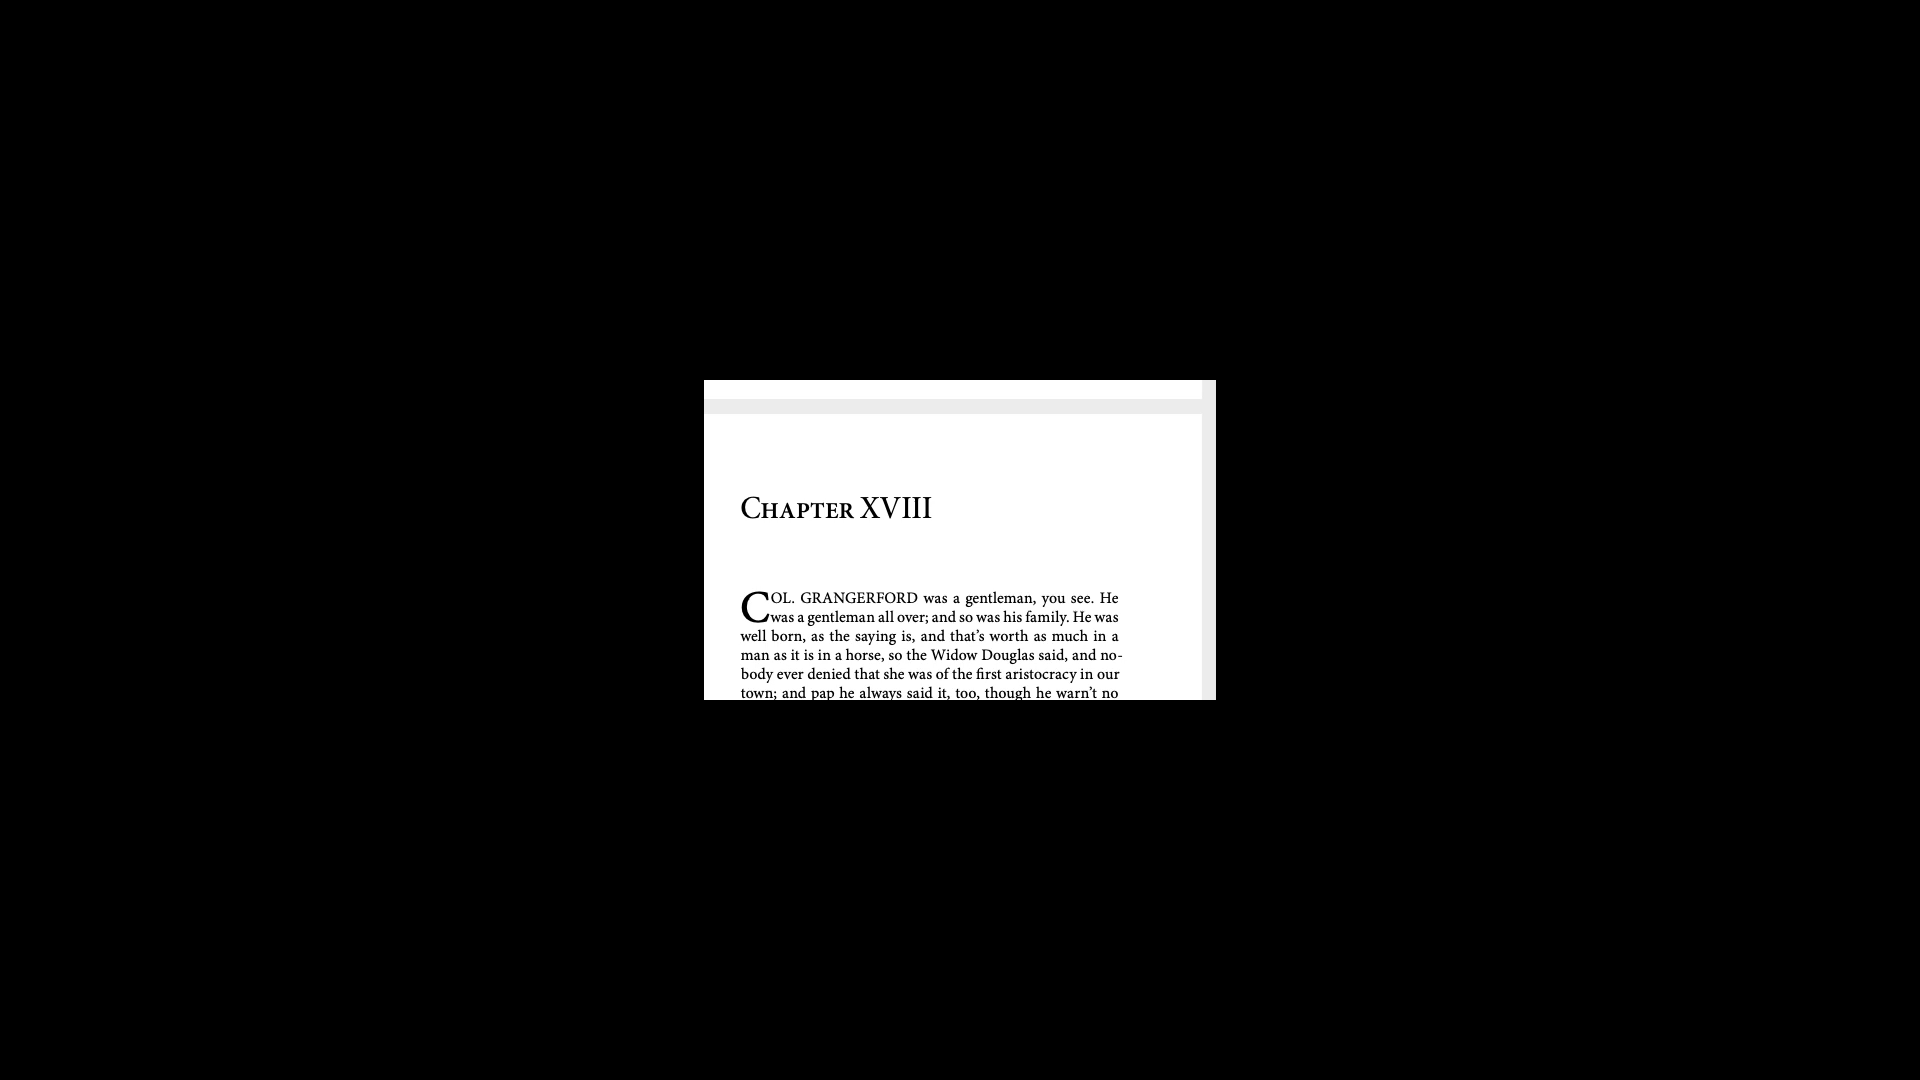 Chapter XVIII
COL. GRANGERFORD was a gentleman, you see. He
was a gentleman all over; and so was his family. He was
well born, as the saying is, and that’s worth as much in a
man as it is in a horse, so the Widow Douglas said, and no-
body ever denied that she was of the first aristocracy in our
town; and pap he always said it, too, though he warn’t no